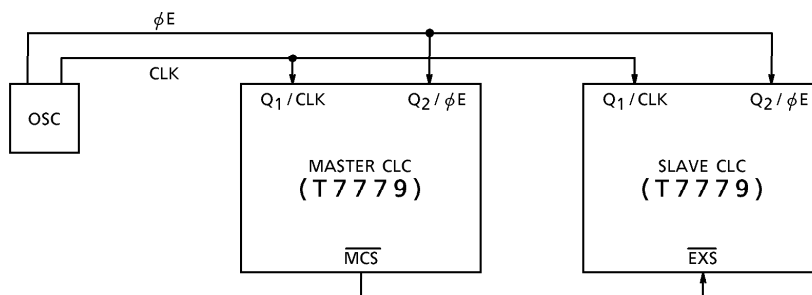 φE
CLK
OSC
Q1/CLK Q2/φE
MASTER CLC
(T7779)
MCS
Q1/CLK Q2/φE
SLAVE CLC
(T7779)
EXS